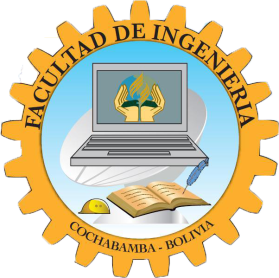 FACULTAD DE INGENIERIA
COCHABAMBA - BOLIVIA